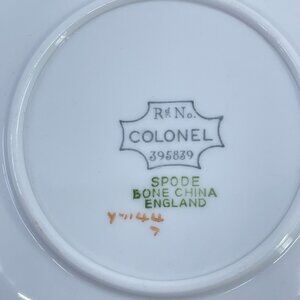 Rᵈ No.
COLONEL
395839
SPODE
BONE CHINA
ENGLAND